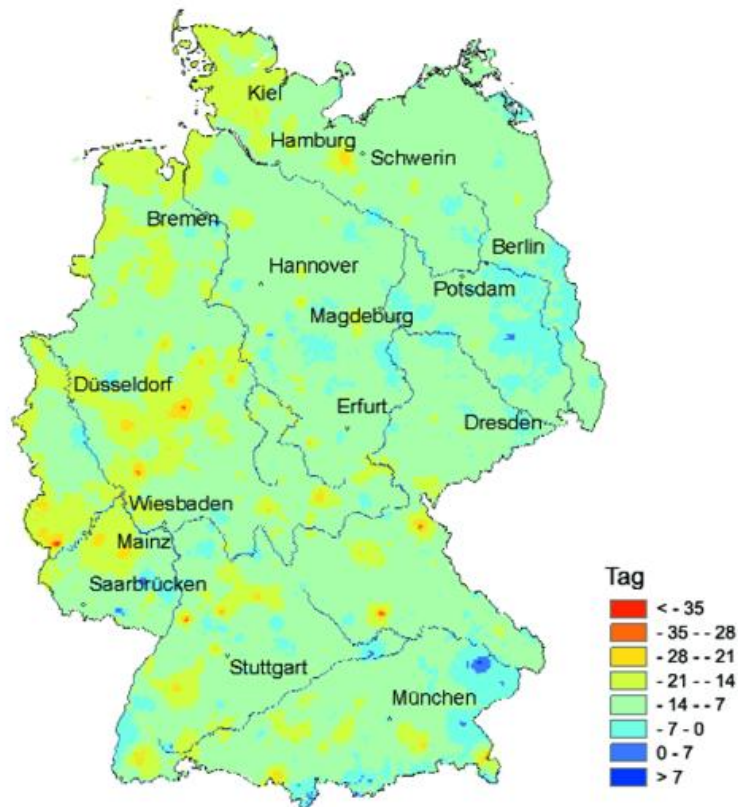 Kiel
Hamburg
Schwerin
Bremen
Berlin
Hannover
Potsdam
Magdeburg
Düsseldorf
Erfurt
Dresden
Wiesbaden
Mainz
Saarbrücken
Stuttgart
München
Tag
< - 35
- 35 - - 28
- 28 - - 21
- 21 - - 14
- 14 - - 7
- 7 - 0
0 - 7
> 7